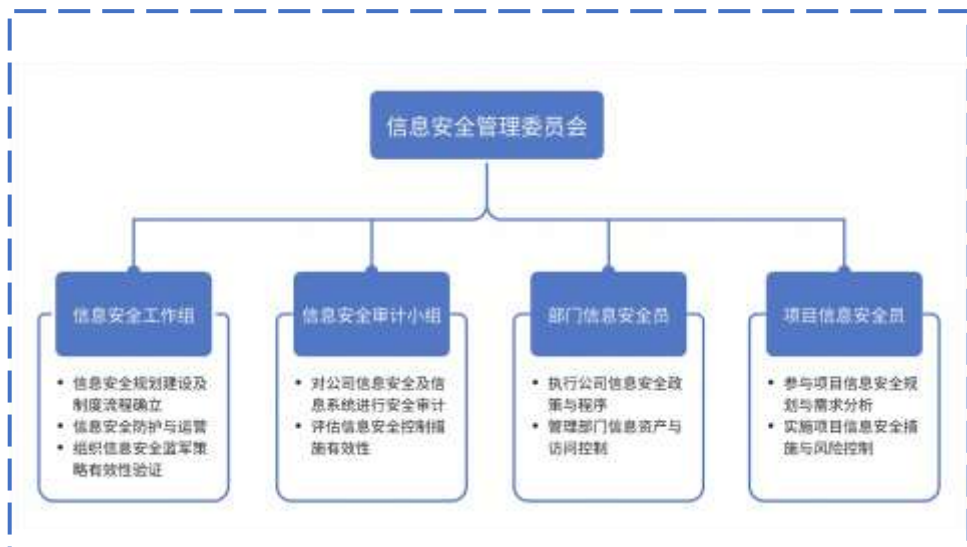 信息安全管理委员会
信息安全工作组
• 信息安全规划建设及
制度流程确立
• 信息安全防护与运营
• 组织信息安全蓝军策
略有效性验证
信息安全审计小组
• 对公司信息安全及信
息系统进行安全审计
• 评估信息安全控制措
施有效性
部门信息安全员
• 执行公司信息安全政
策与程序
• 管理部门信息资产与
访问控制
项目信息安全员
• 参与项目信息安全规
划与需求分析
• 实施项目信息安全措
施与风险控制